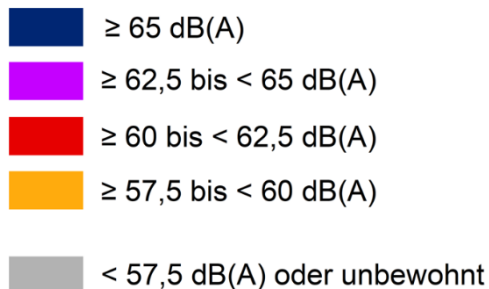 ≥ 65 dB(A)
≥ 62,5 bis < 65 dB(A)
≥ 60 bis < 62,5 dB(A)
≥ 57,5 bis < 60 dB(A)
< 57,5 dB(A) oder unbewohnt